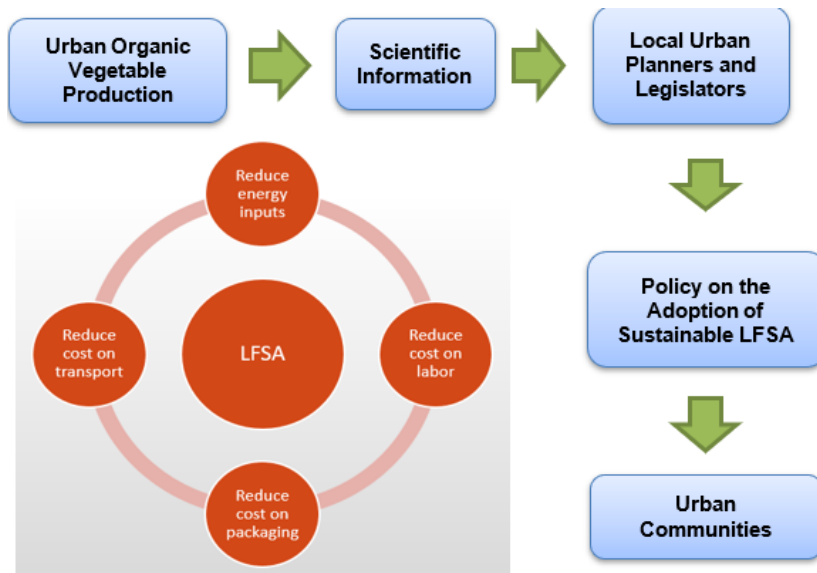 Urban Organic
Vegetable
Production
Scientific
Information
Local Urban
Planners and
Legislators
Reduce
energy
inputs
Reduce
cost on
transport
LFSA
Reduce
cost on
labor
Reduce
cost on
packaging
Policy on the
Adoption of
Sustainable LFSA
Urban
Communities